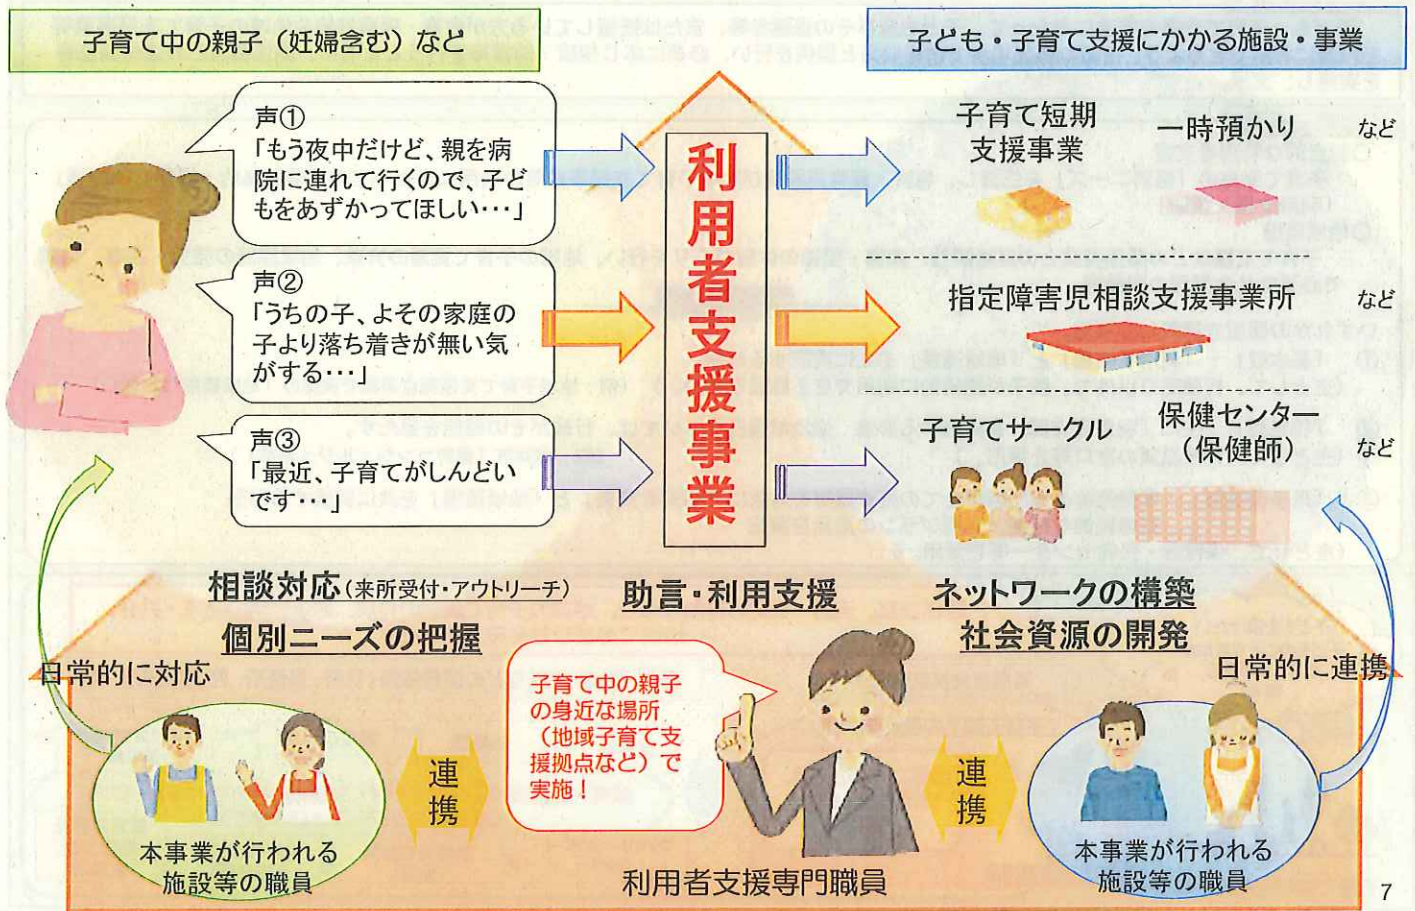 子育て中の親子（妊婦含む）など
子ども・子育て支援にかかる施設・事業
声①
「もう夜中だけど、親を病
院に連れて行くので、子ど
もをあずかってほしい・・・」
声②
「うちの子、よその家庭の
子より落ち着きが無い気
がする・・・」
声③
「最近、子育てがしんどい
です・・・」
利用者支援事業
子育て短期
支援事業
一時預かり
など
指定障害児相談支援事業所
など
子育てサークル
保健センター
（保健師）
など
相談対応（来所受付・アウトリーチ）
個別ニーズの把握
助言・利用支援
ネットワークの構築
社会資源の開発
日常的に対応
日常的に連携
子育て中の親子
の身近な場所
（地域子育て支
援拠点など）で
実施！
連携
連携
本事業が行われる
施設等の職員
利用者支援専門職員
本事業が行われる
施設等の職員
7